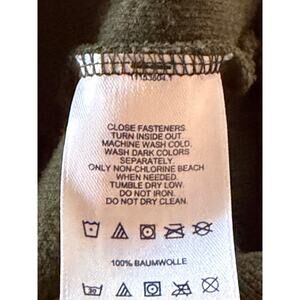 CLOSE FASTENERS
TURN INSIDE OUT.
MACHINE WASH COLD.
WASH DARK COLORS
SEPARATELY.
ONLY NON-CHLORINE BEACH
WHEN NEEDED.
TUMBLE DRY LOW.
DO NOT IRON.
DO NOT DRY CLEAN.
100% BAUMWOLLE
30